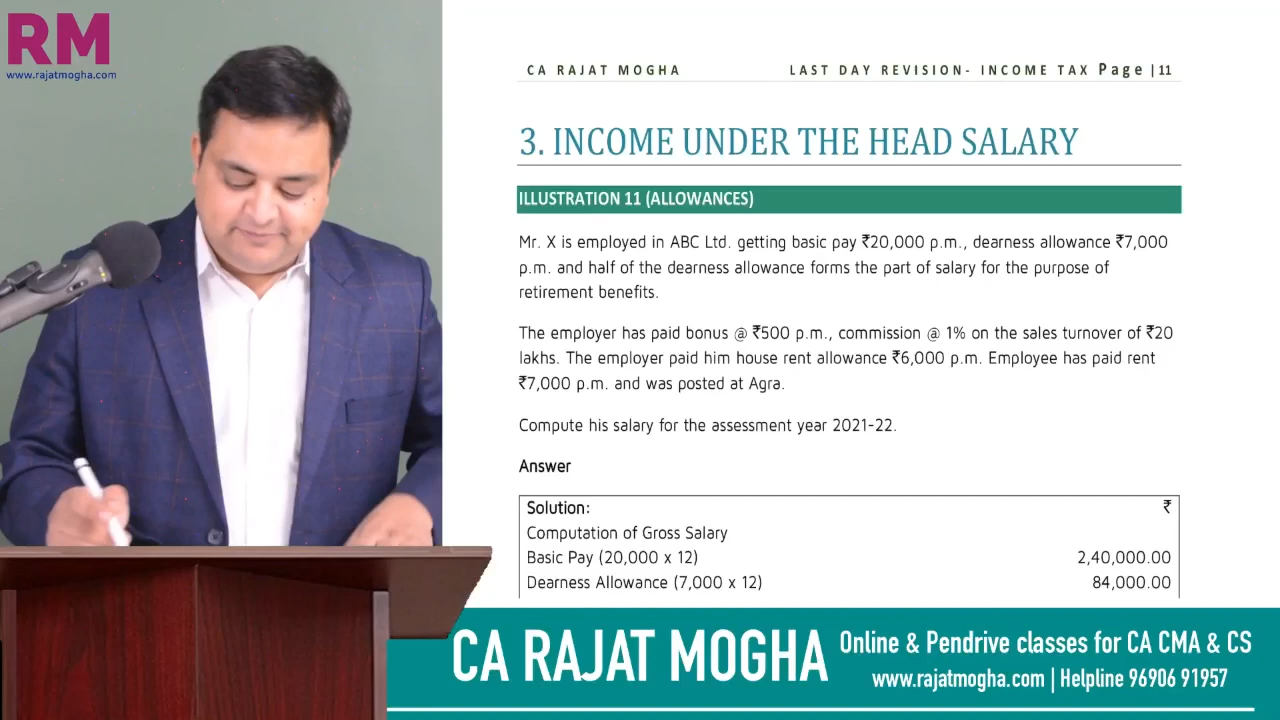 RM
www.rajatmogha.com
CA RAJAT MOGHA LAST DAY REVISION- INCOME TAX Page |11
3. INCOME UNDER THE HEAD SALARY
ILLUSTRATION 11 (ALLOWANCES)
Mr. X is employed in ABC Ltd. getting basic pay ₹20,000 p.m., dearness allowance ₹7,000
p.m. and half of the dearness allowance forms the part of salary for the purpose of
retirement benefits.
The employer has paid bonus @ ₹500 p.m., commission @ 1% on the sales turnover of ₹20
lakhs. The employer paid him house rent allowance ₹6,000 p.m. Employee has paid rent
₹7,000 p.m. and was posted at Agra.
Compute his salary for the assessment year 2021-22.
Answer
Solution: ₹
Computation of Gross Salary
Basic Pay (20,000 x 12) 2,40,000.00
Dearness Allowance (7,000 x 12) 84,000.00
CA RAJAT MOGHA
Online & Pendrive classes for CA CMA & CS
www.rajatmogha.com | Helpline 96906 91957